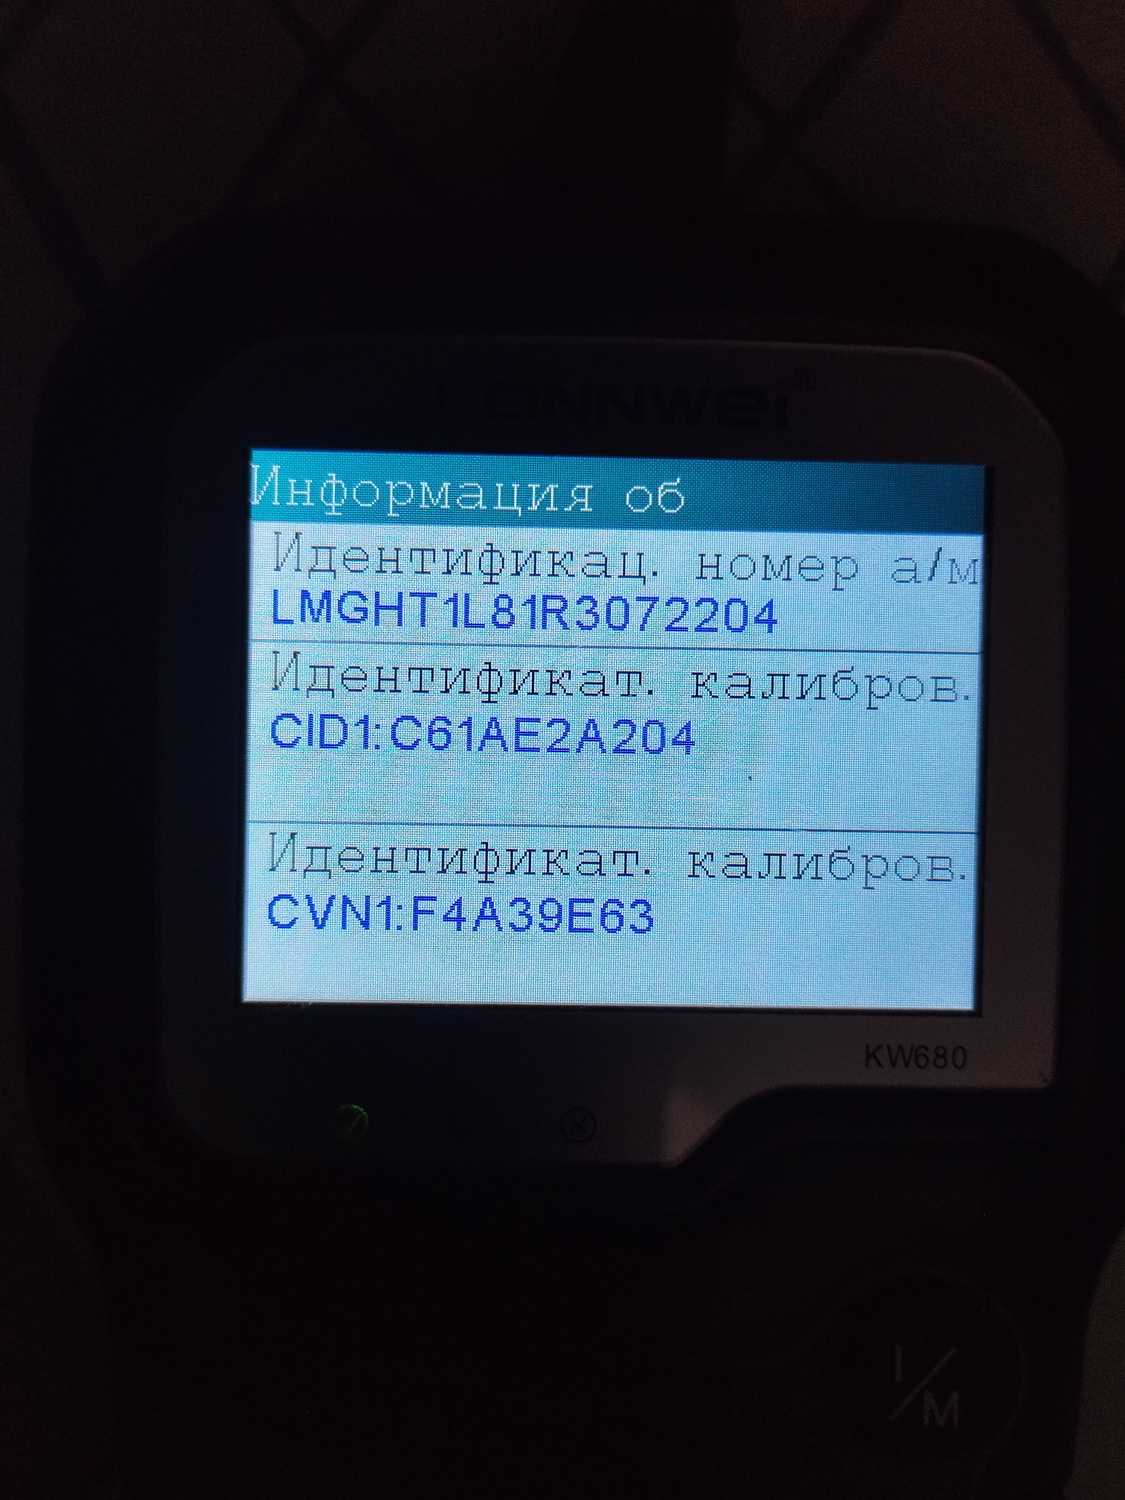 KONNWEI®
Информация об
Идентификац. номер а/м
LMGHT1L81R3072204
Идентификат. калибров.
CID1:C61AE2A204
Идентификат. калибров.
CVN1:F4A39E63
KW680
I/M